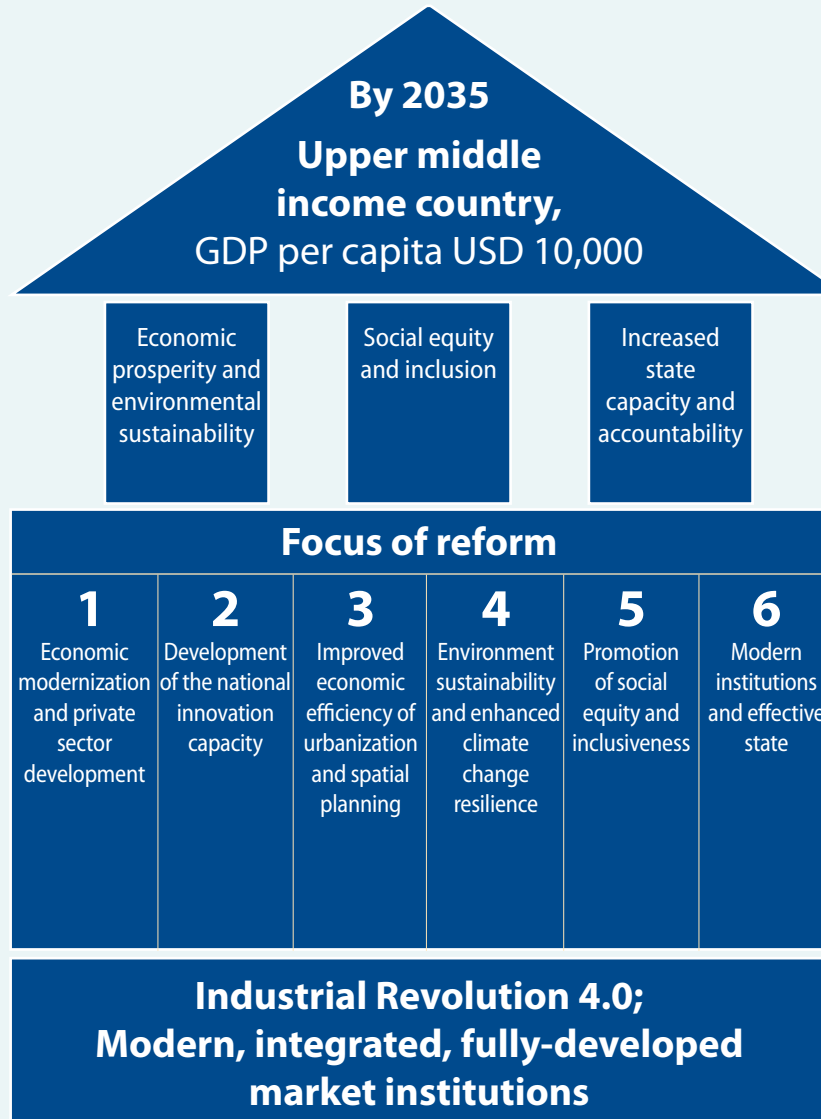 By 2035
Upper middle
income country,
GDP per capita USD 10,000
Economic
prosperity and
environmental
sustainability
Social equity
and inclusion
Increased
state
capacity and
accountability
Focus of reform
1
Economic
modernization
and private
sector
development
2
Development
of the national
innovation
capacity
3
Improved
economic
efficiency of
urbanization
and spatial
planning
4
Environment
sustainability
and enhanced
climate
change
resilience
5
Promotion
of social
equity and
inclusiveness
6
Modern
institutions
and effective
state
Industrial Revolution 4.0;
Modern, integrated, fully-developed
market institutions